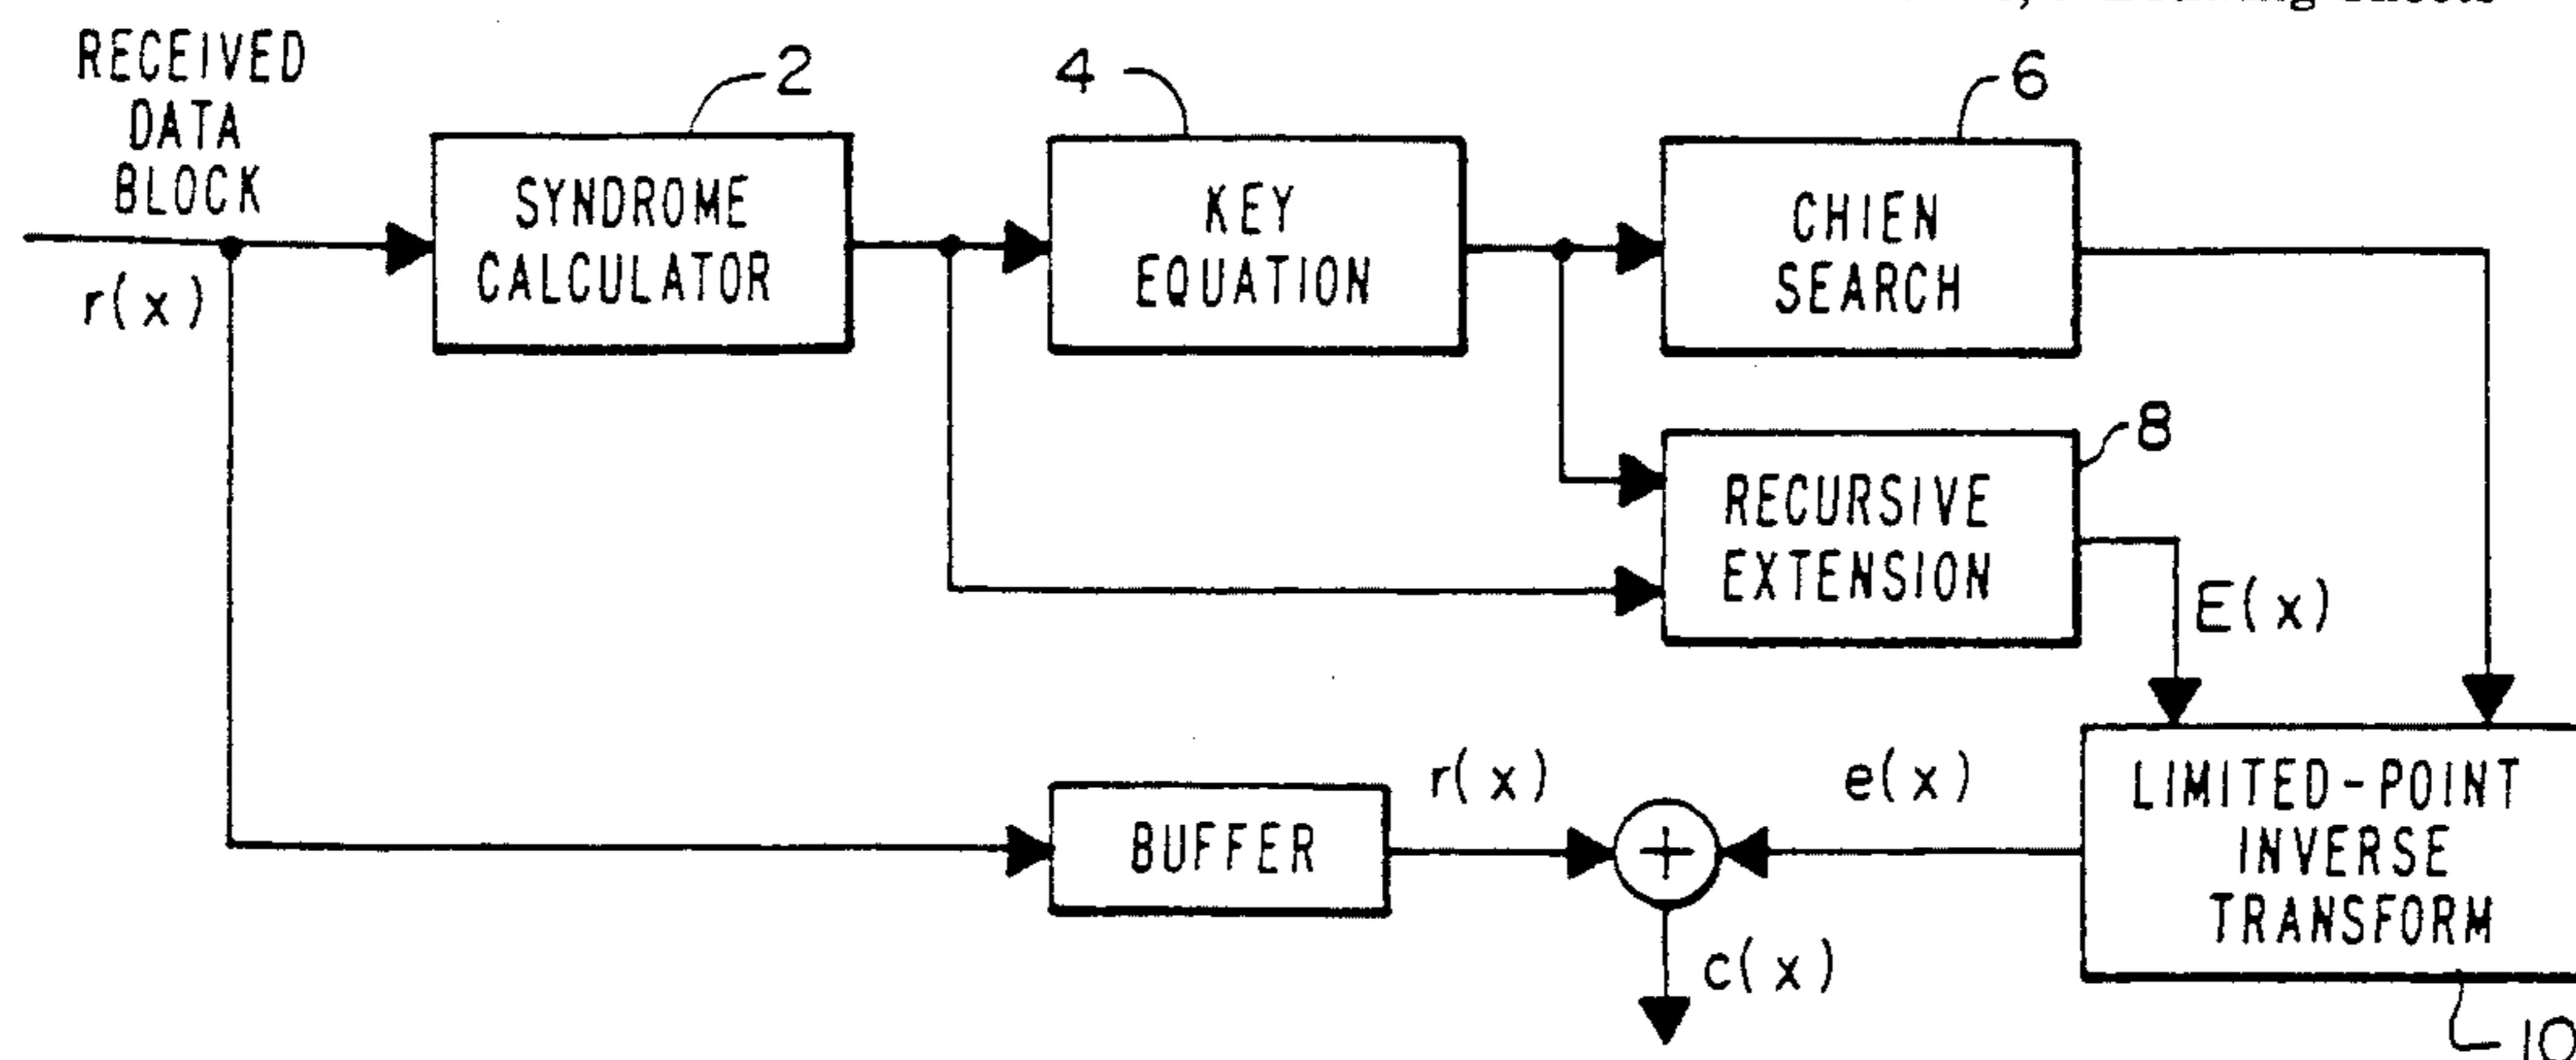 RECEIVED
DATA
BLOCK
r(x)
2
SYNDROME
CALCULATOR
4
KEY
EQUATION
6
CHIEN
SEARCH
8
RECURSIVE
EXTENSION
E(x)
BUFFER
r(x)
+
e(x)
c(x)
LIMITED-POINT
INVERSE
TRANSFORM
10